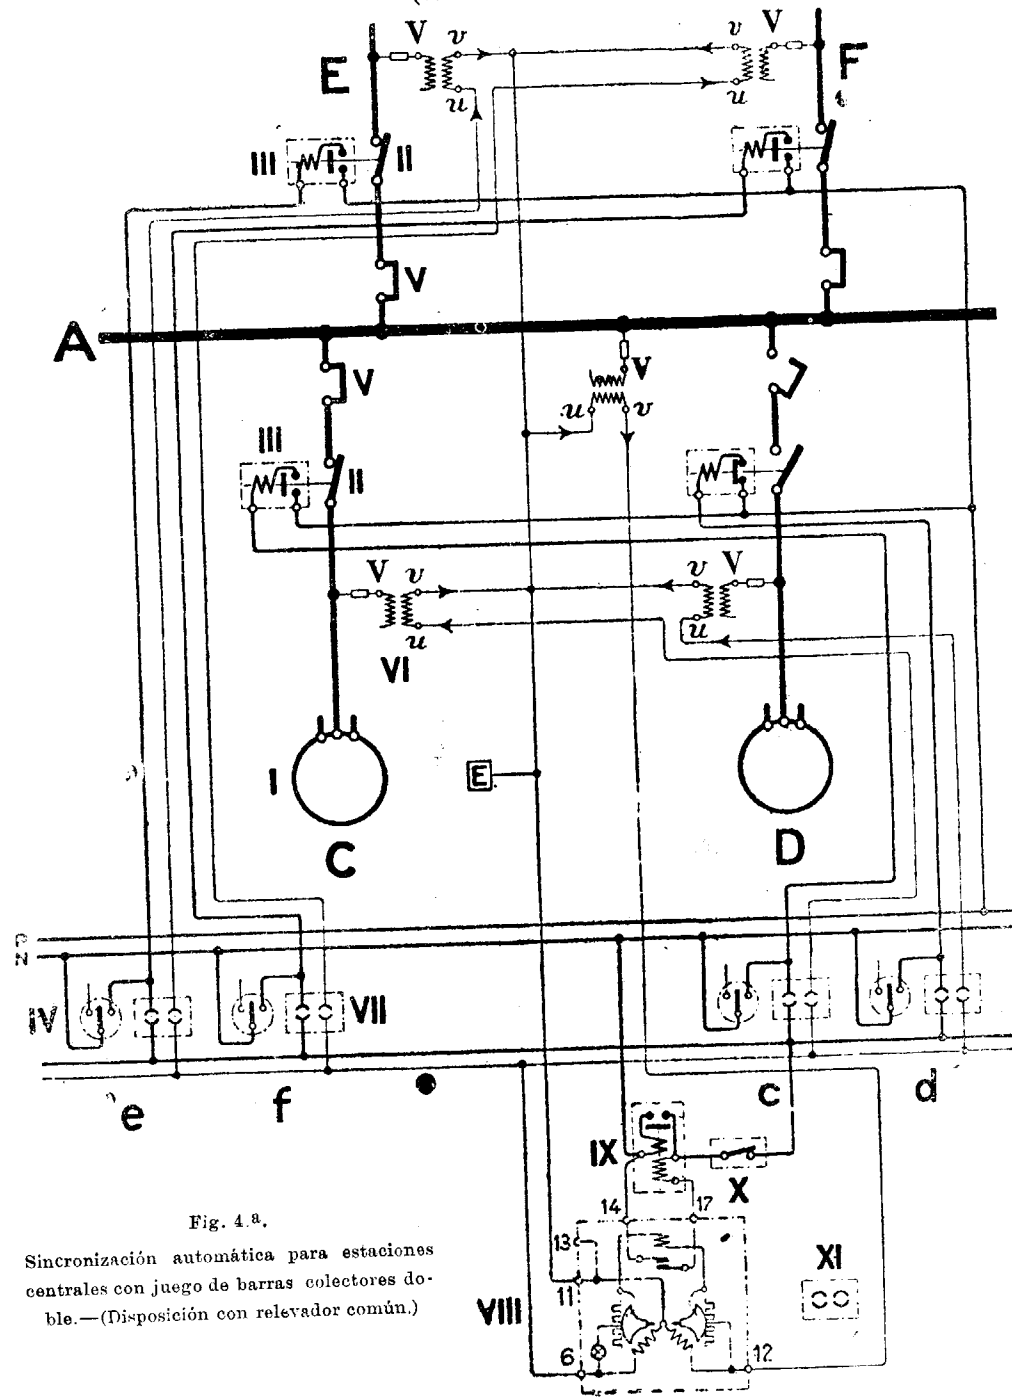 V v v V
E F
u u
III II
V
A
V
V
u v
III
II
V v v V
u u
VI
I E
C D
P
N
IV VII
e f c d
IX
X
14 17
13
XI
11
VIII
6 12
Fig. 4.a.
Sincronización automática para estaciones
centrales con juego de barras colectores do-
ble.—(Disposición con relevador común.)